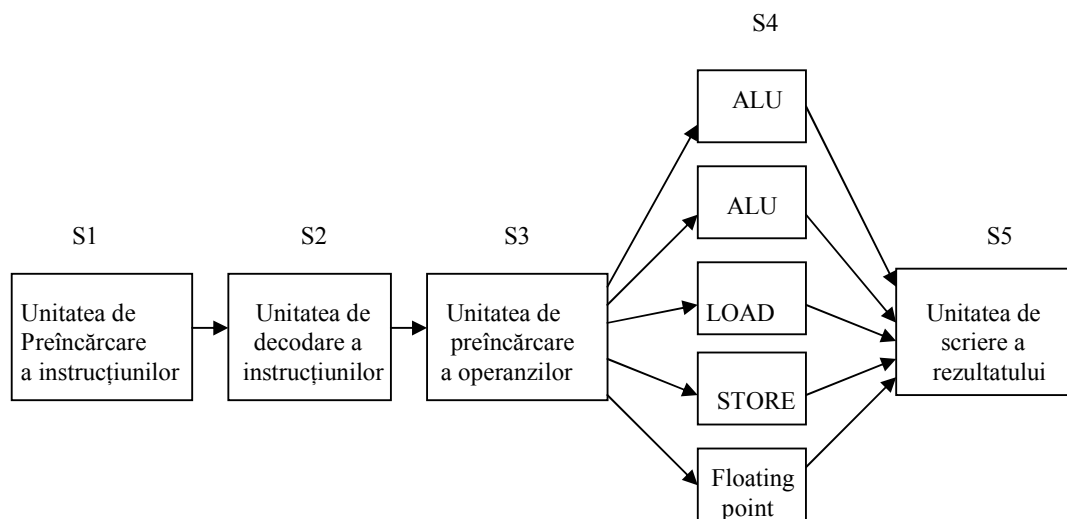 S4
ALU
ALU
S1
S2
S3
S5
Unitatea de
Preîncărcare
a instrucțiunilor
Unitatea de
decodare a
instrucțiunilor
Unitatea de
preîncărcare
a operanzilor
LOAD
STORE
Floating
point
Unitatea de
scriere a
rezultatului